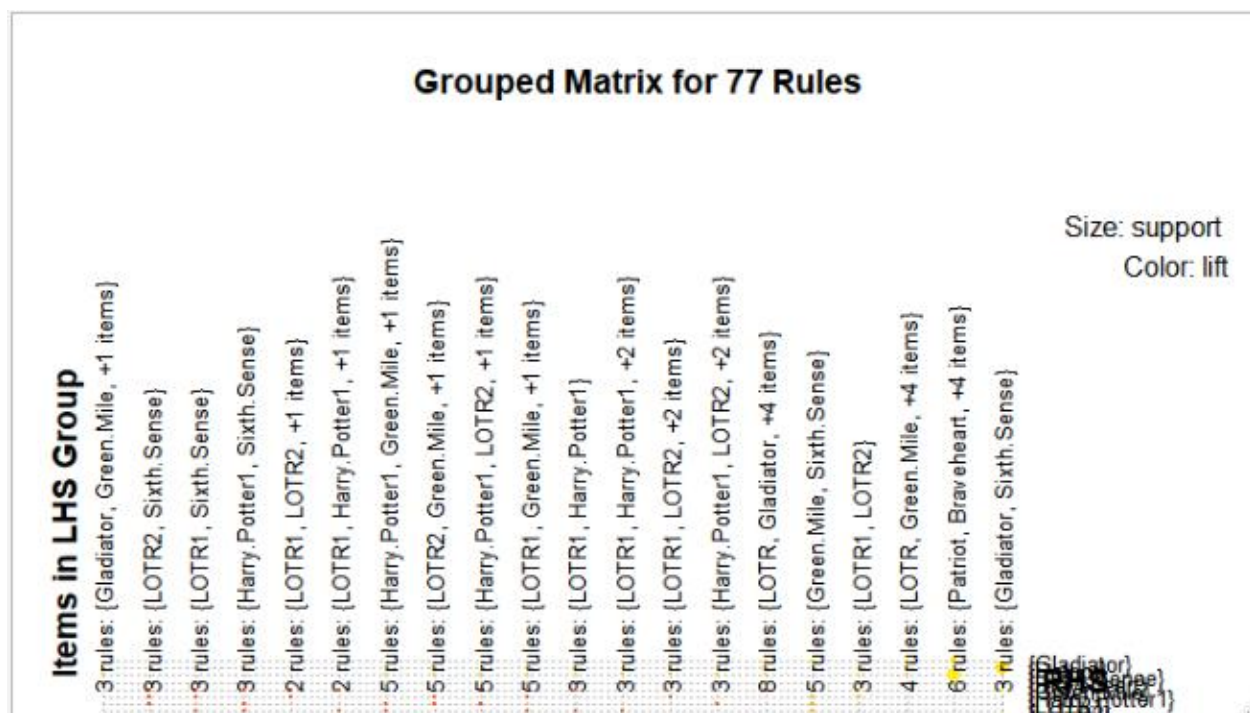 Grouped Matrix for 77 Rules
Size: support
Color: lift
Items in LHS Group
3 rules: {Gladiator, Green.Mile, +1 items}
3 rules: {LOTR2, Sixth.Sense}
3 rules: {LOTR1, Sixth.Sense}
3 rules: {Harry.Potter1, Sixth.Sense}
2 rules: {LOTR1, LOTR2, +1 items}
2 rules: {LOTR1, Harry.Potter1, +1 items}
5 rules: {Harry.Potter1, Green.Mile, +1 items}
5 rules: {LOTR2, Green.Mile, +1 items}
5 rules: {Harry.Potter1, LOTR2, +1 items}
5 rules: {LOTR1, Green.Mile, +1 items}
3 rules: {LOTR1, Harry.Potter1}
3 rules: {LOTR1, Harry.Potter1, +2 items}
3 rules: {LOTR1, LOTR2, +2 items}
3 rules: {Harry.Potter1, LOTR2, +2 items}
8 rules: {LOTR, Gladiator, +4 items}
5 rules: {Green.Mile, Sixth.Sense}
3 rules: {LOTR1, LOTR2}
4 rules: {LOTR, Green.Mile, +4 items}
6 rules: {Patriot, Braveheart, +4 items}
3 rules: {Gladiator, Sixth.Sense}
{Gladiator}
RHS